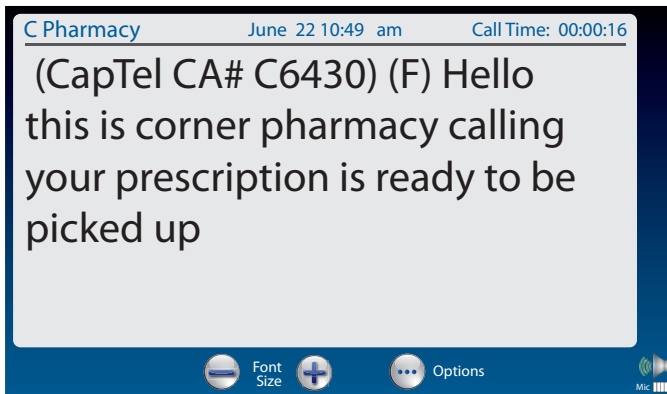 C Pharmacy June 22 10:49 am Call Time: 00:00:16
(CapTel CA# C6430) (F) Hello
this is corner pharmacy calling
your prescription is ready to be
picked up
Font
Size
Options
Mic